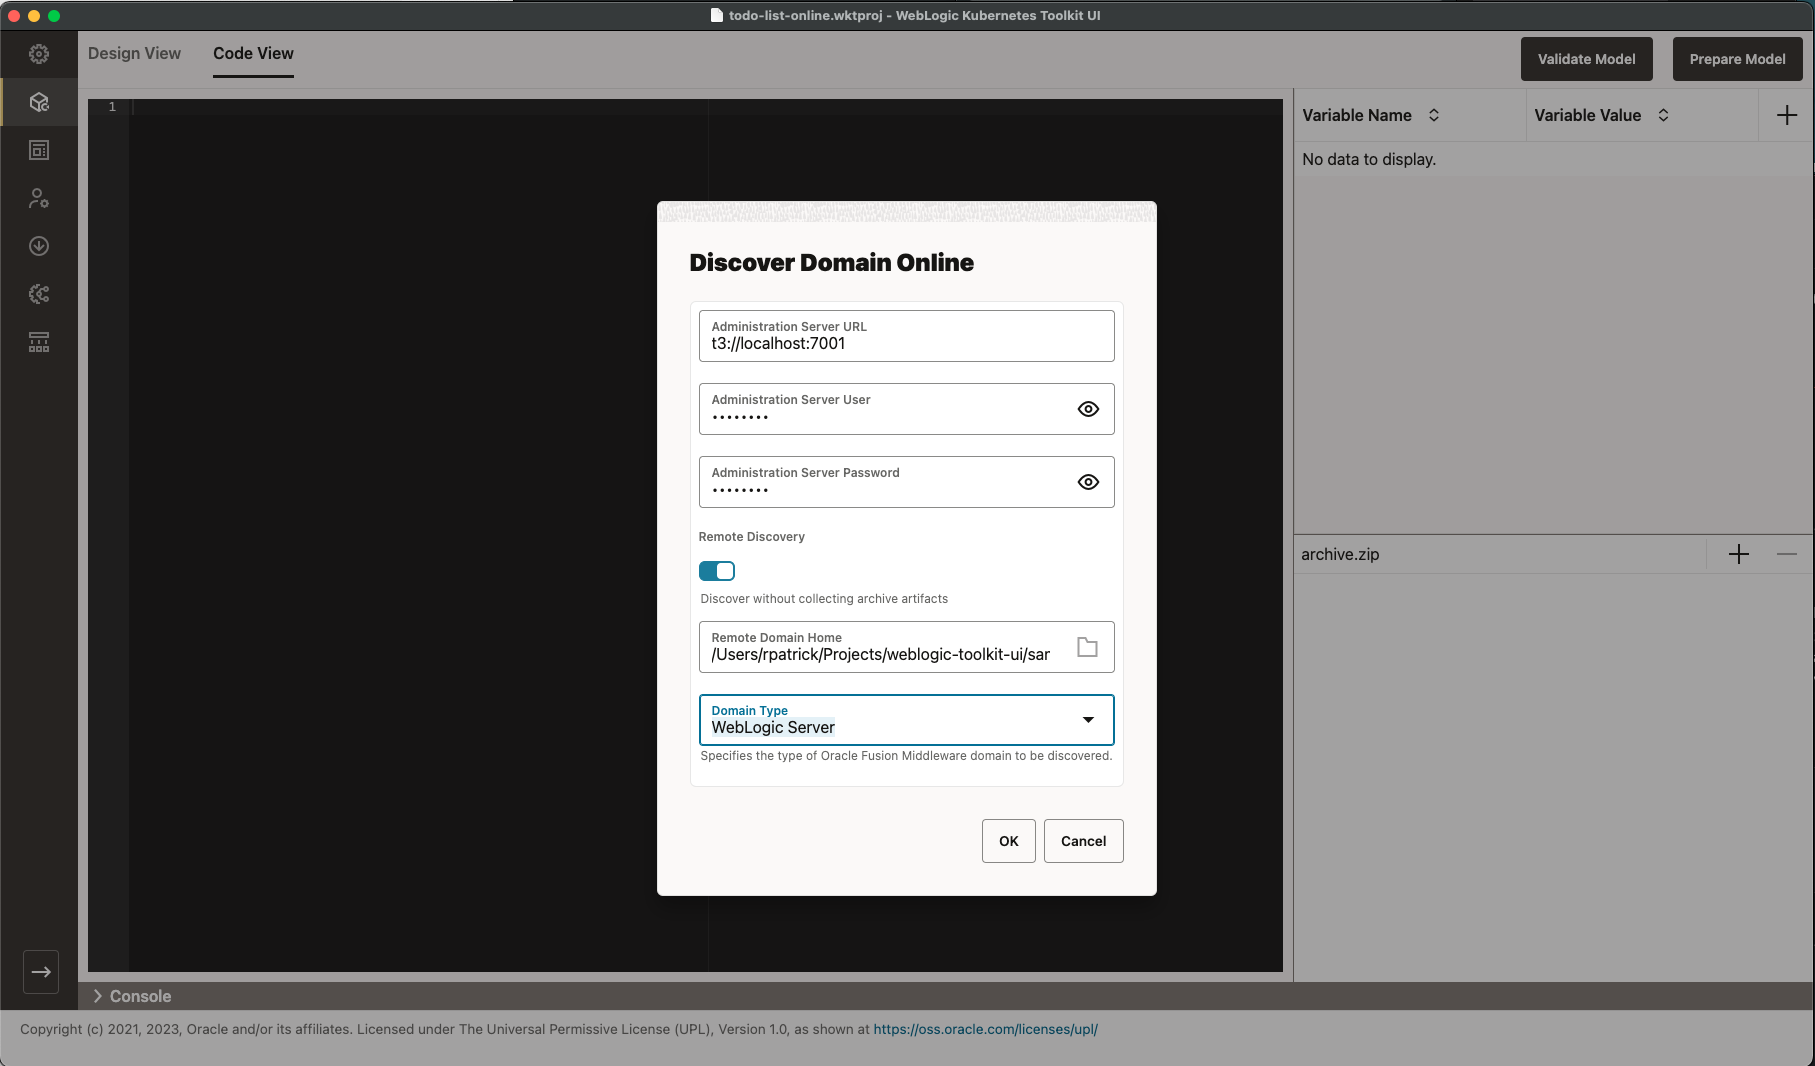 todo-list-online.wktproj - WebLogic Kubernetes Toolkit UI
Design View
Code View
Validate Model
Prepare Model
1
Variable Name
Variable Value
No data to display.
Discover Domain Online
Administration Server URL
t3://localhost:7001
Administration Server User
••••••••
Administration Server Password
••••••••
Remote Discovery
Discover without collecting archive artifacts
Remote Domain Home
/Users/rpatrick/Projects/weblogic-toolkit-ui/sar
Domain Type
WebLogic Server
Specifies the type of Oracle Fusion Middleware domain to be discovered.
OK
Cancel
archive.zip
Console
Copyright (c) 2021, 2023, Oracle and/or its affiliates. Licensed under The Universal Permissive License (UPL), Version 1.0, as shown at https://oss.oracle.com/licenses/upl/